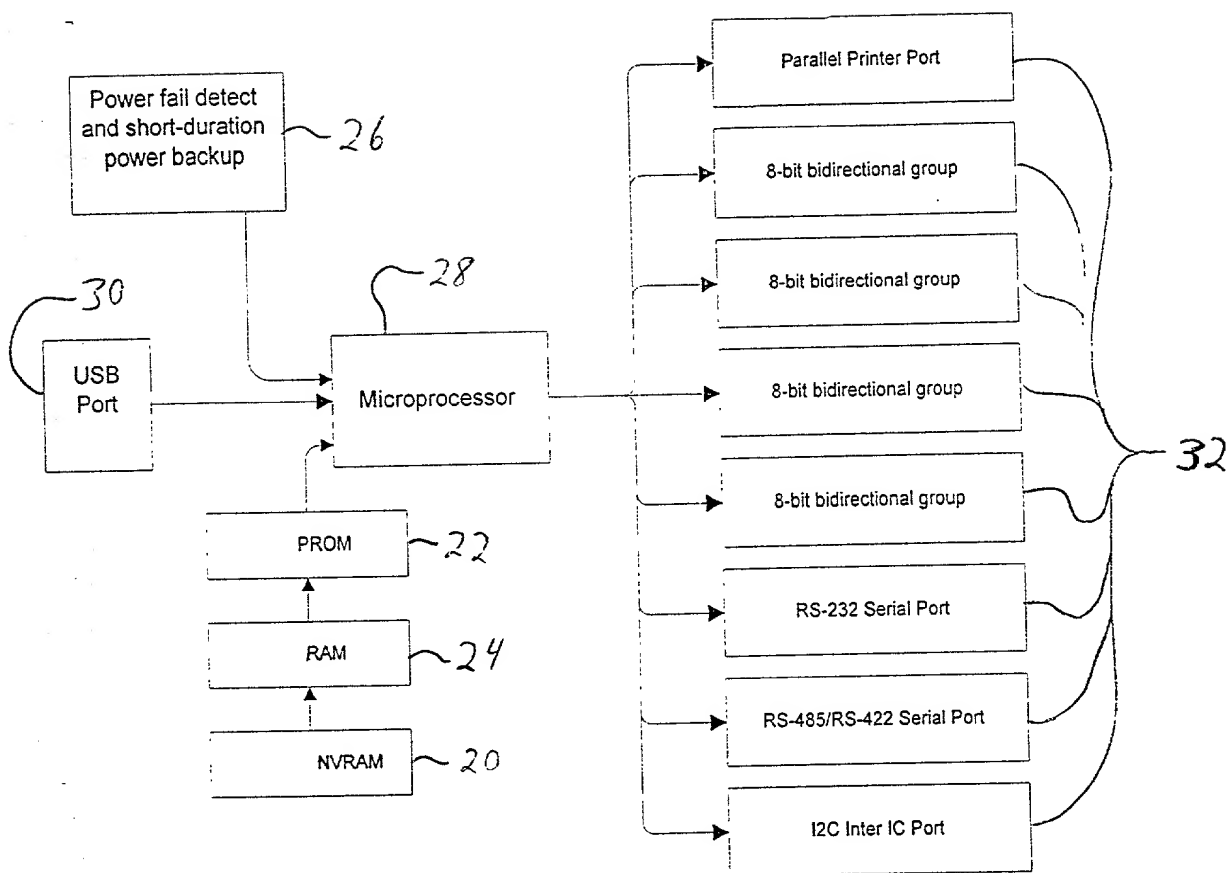 Parallel Printer Port
Power fail detect
and short-duration
power backup
26
8-bit bidirectional group
8-bit bidirectional group
28
30
USB
Port
Microprocessor
8-bit bidirectional group
32
8-bit bidirectional group
PROM
22
RS-232 Serial Port
RAM
24
RS-485/RS-422 Serial Port
NVRAM
20
I2C Inter IC Port